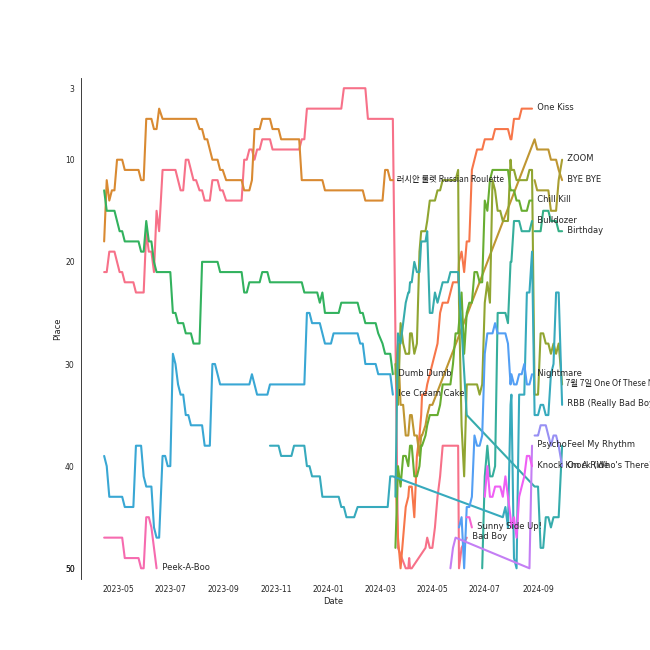 3
One Kiss
10
ZOOM
러시안 룰렛 Russian Roulette
BYE BYE
Chill Kill
Bulldozer
Birthday
20
Place
30
Dumb Dumb
Nightmare
7월 7일 One Of These N
Ice Cream Cake
RBB (Really Bad Boy
40
Psycho
Feel My Rhythm
Knock Knock (Who's There
Sunny Side Up!
Bad Boy
50
Peek-A-Boo
2023-05
2023-07
2023-09
2023-11
2024-01
2024-03
2024-05
2024-07
2024-09
Date